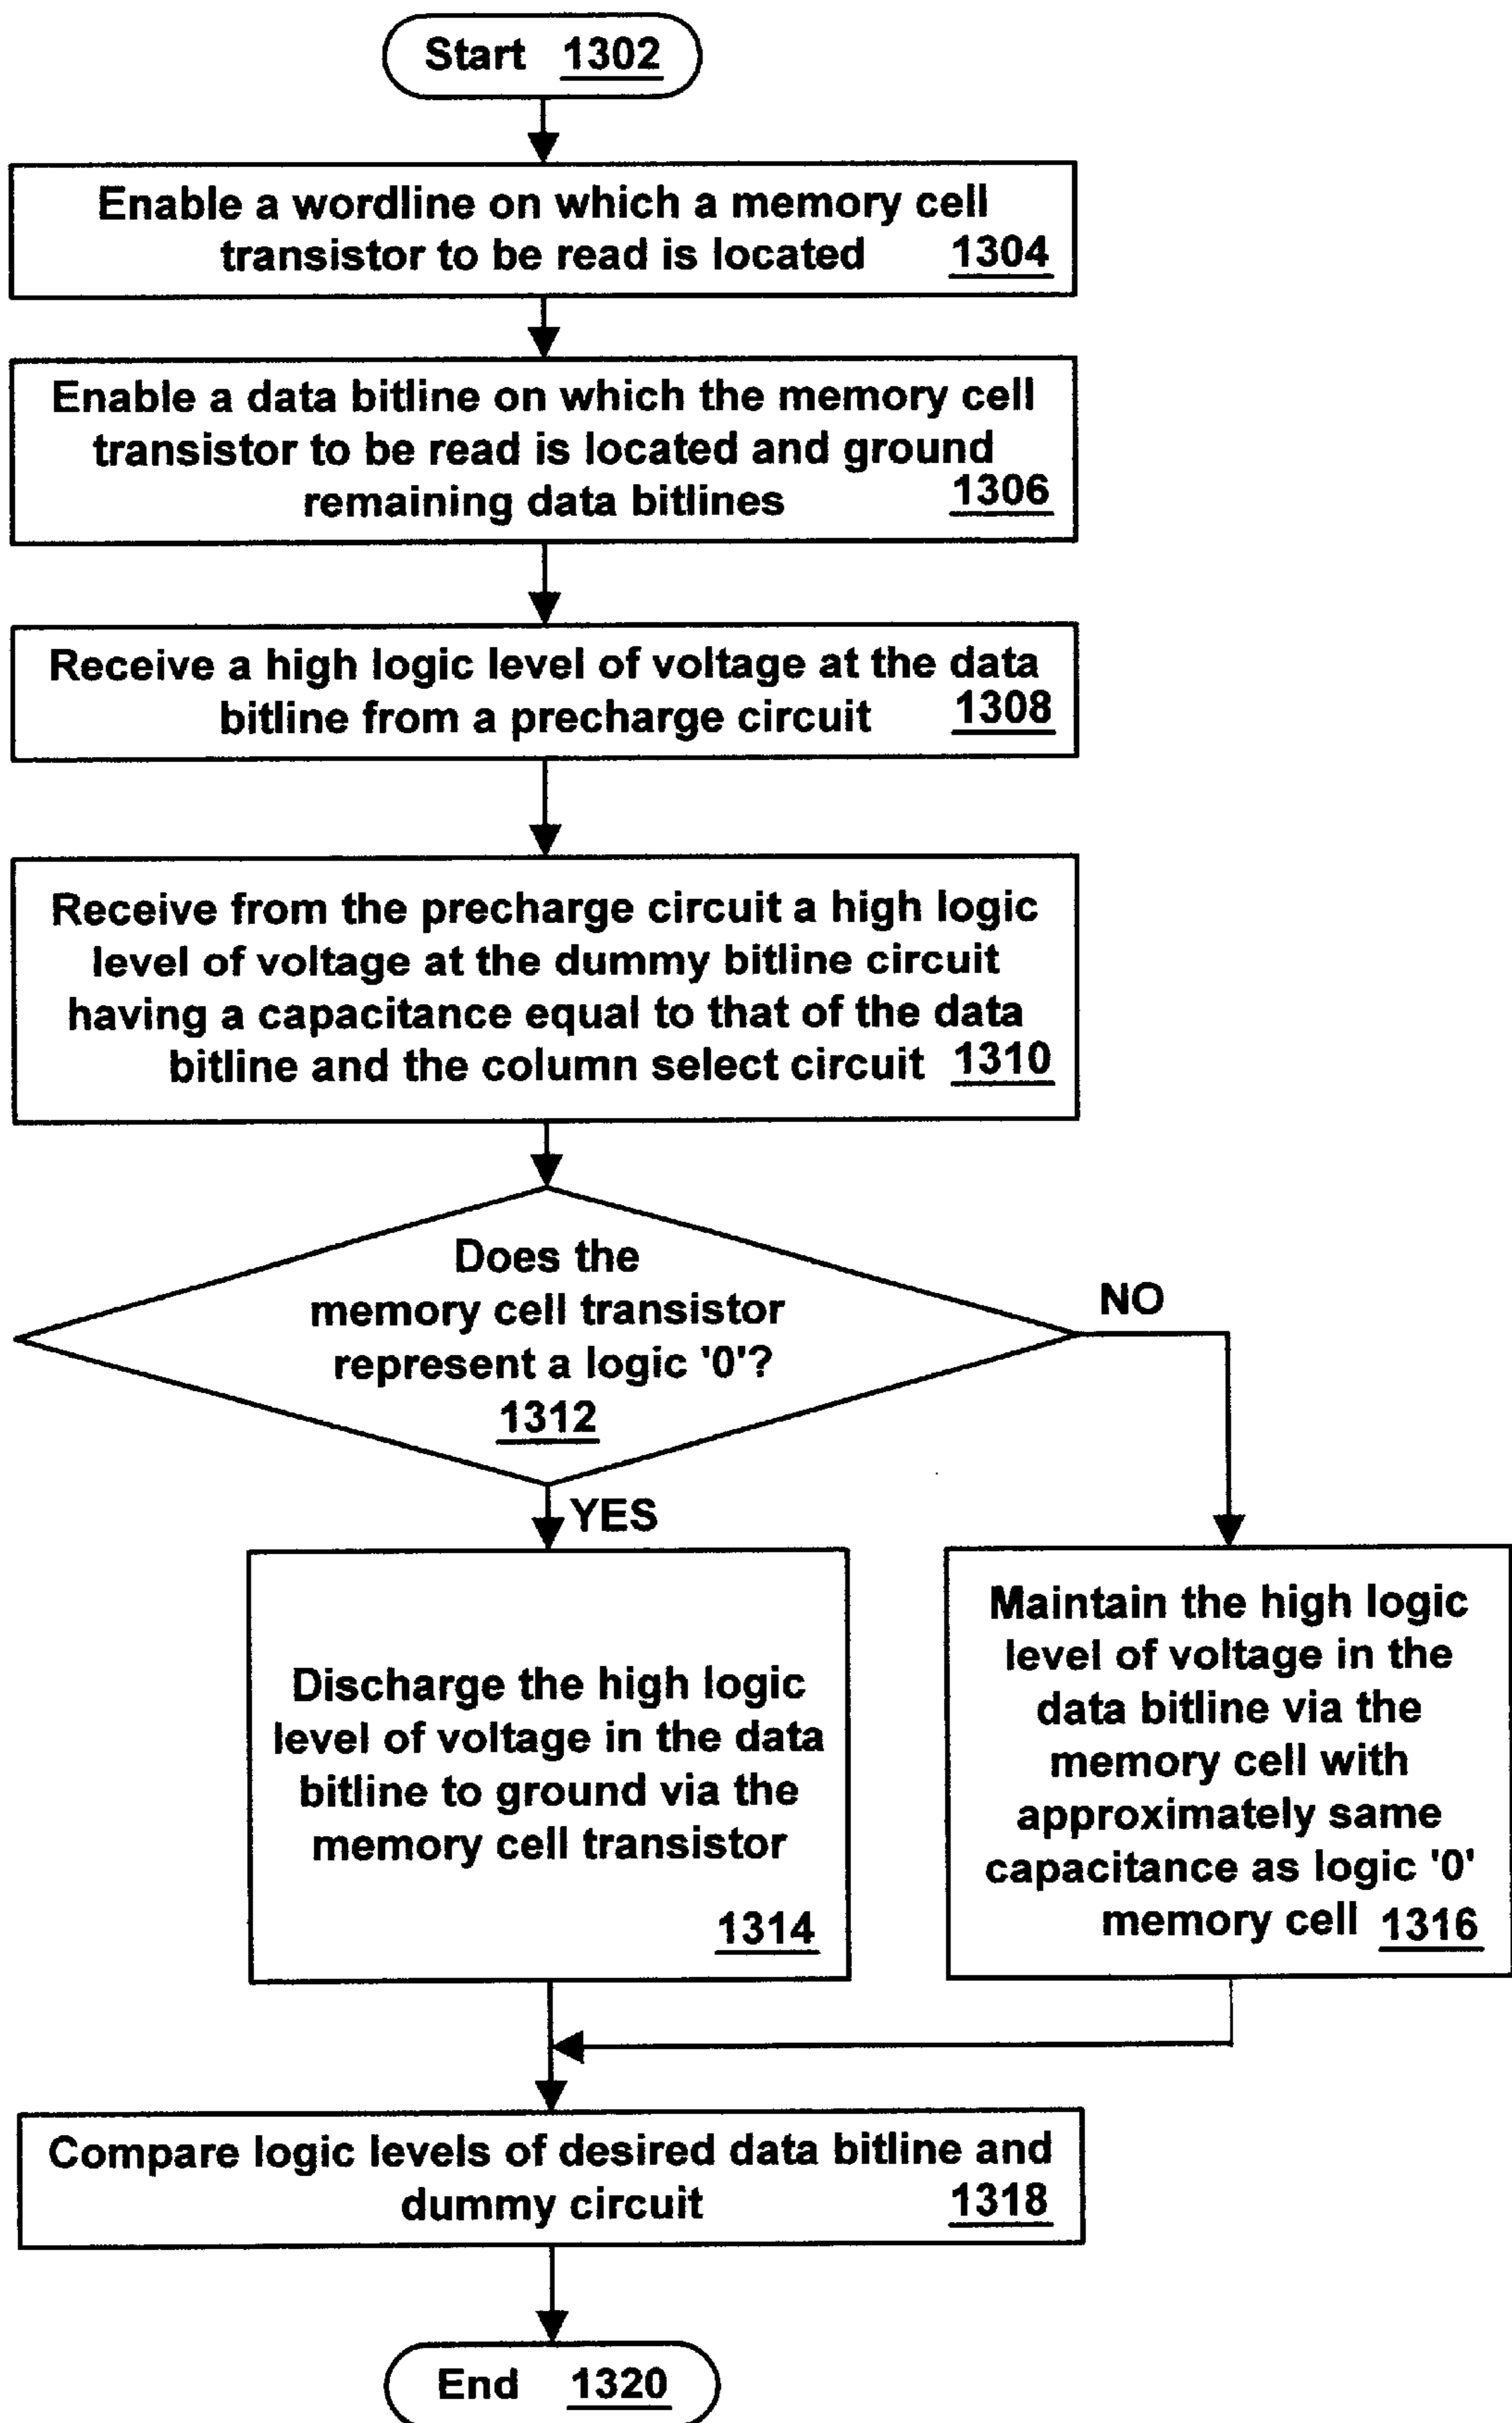 Start 1302
Enable a wordline on which a memory cell
transistor to be read is located 1304
Enable a data bitline on which the memory cell
transistor to be read is located and ground
remaining data bitlines 1306
Receive a high logic level of voltage at the data
bitline from a precharge circuit 1308
Receive from the precharge circuit a high logic
level of voltage at the dummy bitline circuit
having a capacitance equal to that of the data
bitline and the column select circuit 1310
Does the
memory cell transistor
represent a logic '0'?
1312
NO
YES
Discharge the high logic
level of voltage in the data
bitline to ground via the
memory cell transistor
1314
Maintain the high logic
level of voltage in the
data bitline via the
memory cell with
approximately same
capacitance as logic '0'
memory cell 1316
Compare logic levels of desired data bitline and
dummy circuit 1318
End 1320